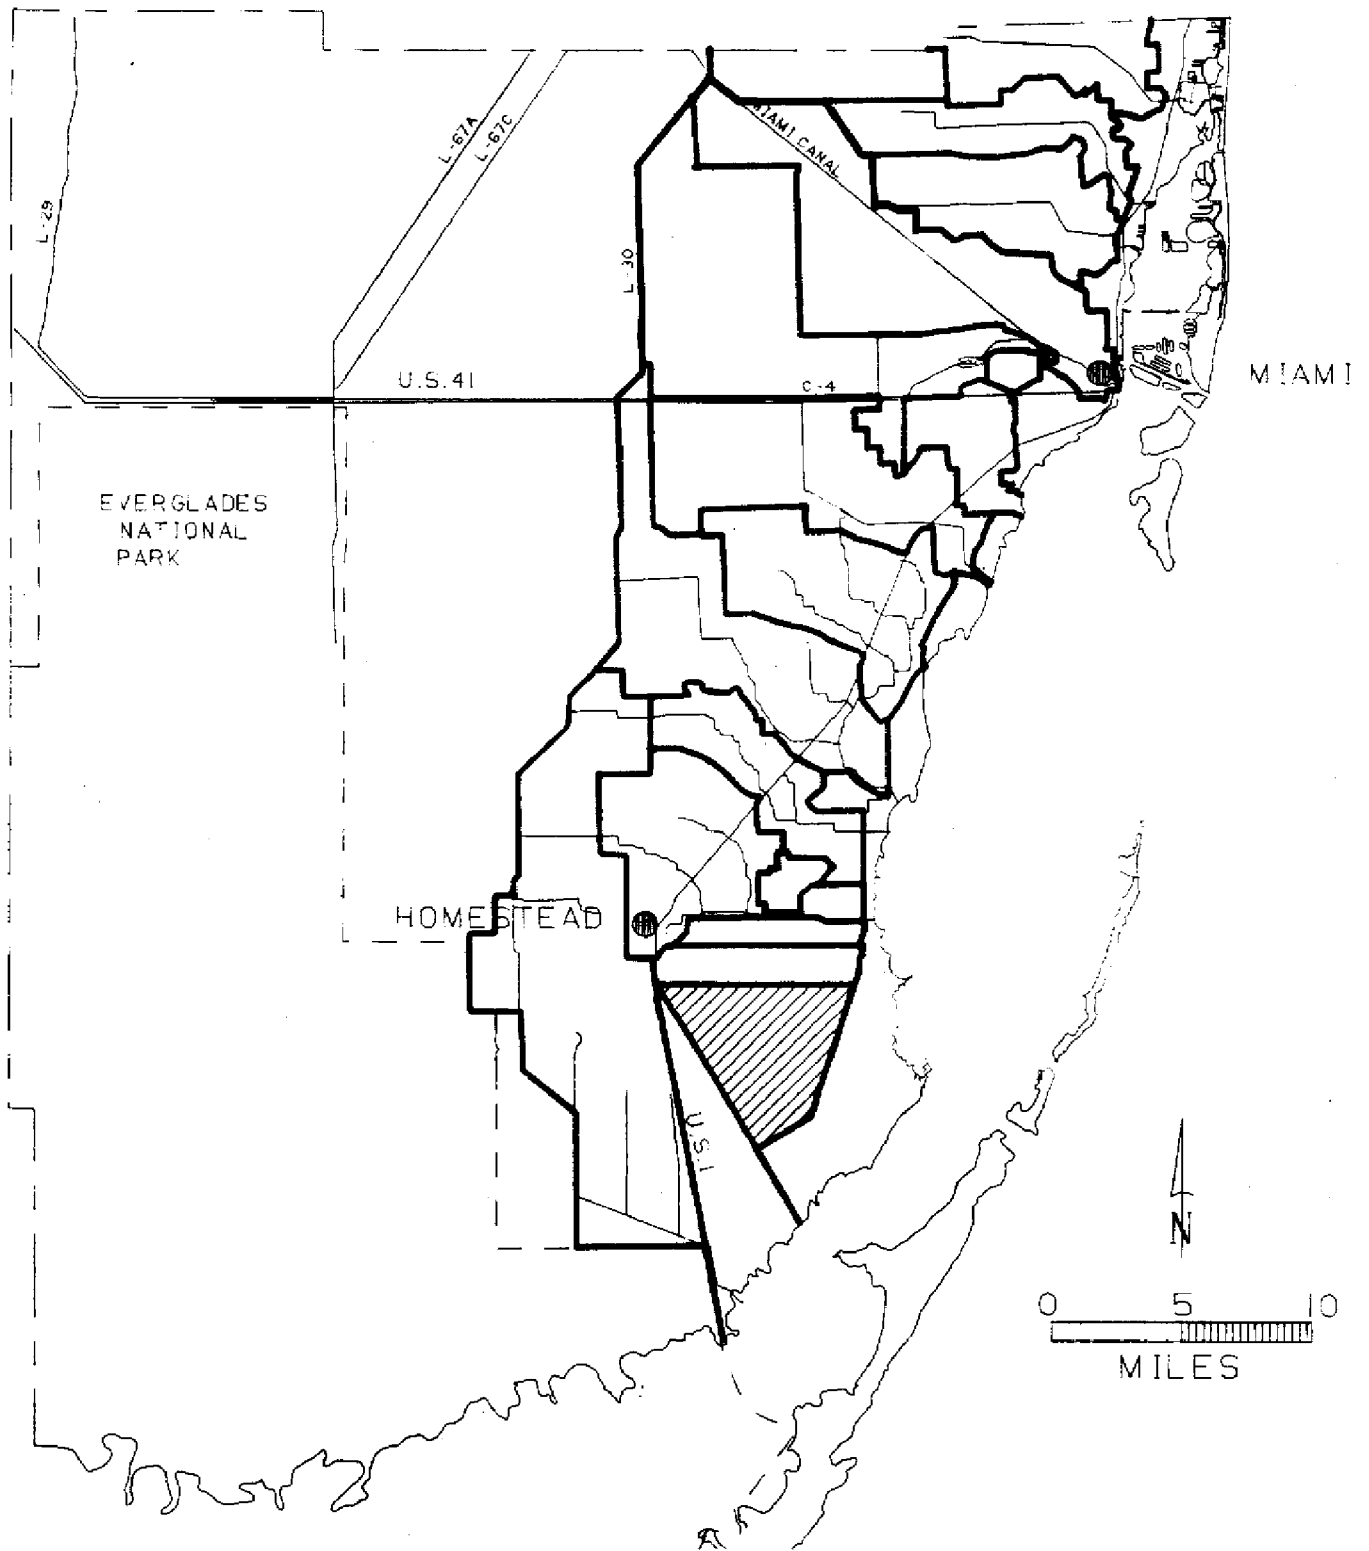 L-67A
L-67C
MIAMI CANAL
L-29
L-30
U.S.41
C-4
MIAMI
EVERGLADES
NATIONAL
PARK
HOMESTEAD
U.S.1
N
0 5 10
MILES